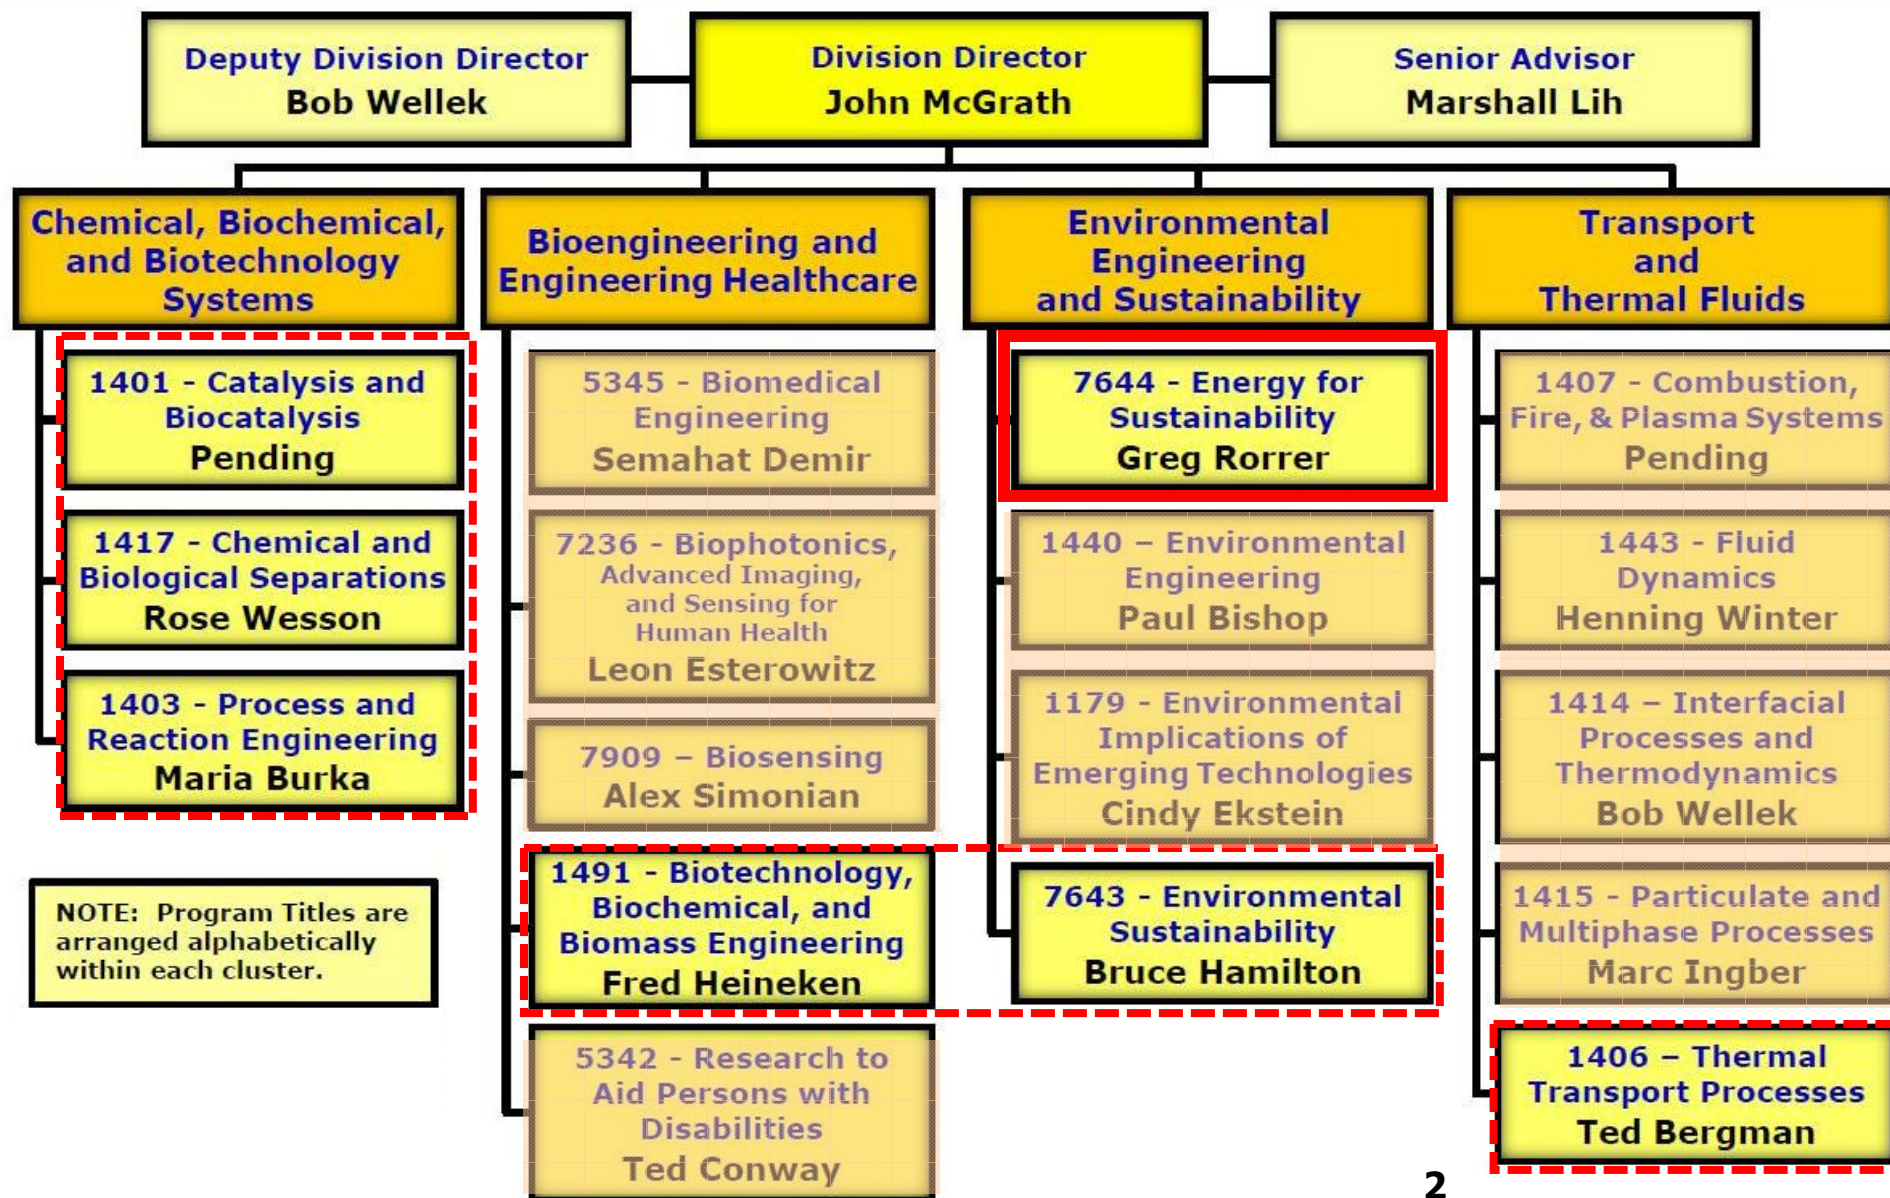 Deputy Division Director
Bob Wellek
Division Director
John McGrath
Senior Advisor
Marshall Lih
Chemical, Biochemical,
and Biotechnology
Systems
1401 - Catalysis and
Biocatalysis
Pending
1417 - Chemical and
Biological Separations
Rose Wesson
1403 - Process and
Reaction Engineering
Maria Burka
NOTE: Program Titles are
arranged alphabetically
within each cluster.
Bioengineering and
Engineering Healthcare
5345 - Biomedical
Engineering
Semahat Demir
7236 - Biophotonics,
Advanced Imaging,
and Sensing for
Human Health
Leon Esterowitz
7909 – Biosensing
Alex Simonian
1491 - Biotechnology,
Biochemical, and
Biomass Engineering
Fred Heineken
5342 - Research to
Aid Persons with
Disabilities
Ted Conway
Environmental
Engineering
and Sustainability
7644 - Energy for
Sustainability
Greg Rorrer
1440 – Environmental
Engineering
Paul Bishop
1179 - Environmental
Implications of
Emerging Technologies
Cindy Ekstein
7643 - Environmental
Sustainability
Bruce Hamilton
Transport
and
Thermal Fluids
1407 - Combustion,
Fire, & Plasma Systems
Pending
1443 - Fluid
Dynamics
Henning Winter
1414 – Interfacial
Processes and
Thermodynamics
Bob Wellek
1415 - Particulate and
Multiphase Processes
Marc Ingber
1406 – Thermal
Transport Processes
Ted Bergman
2